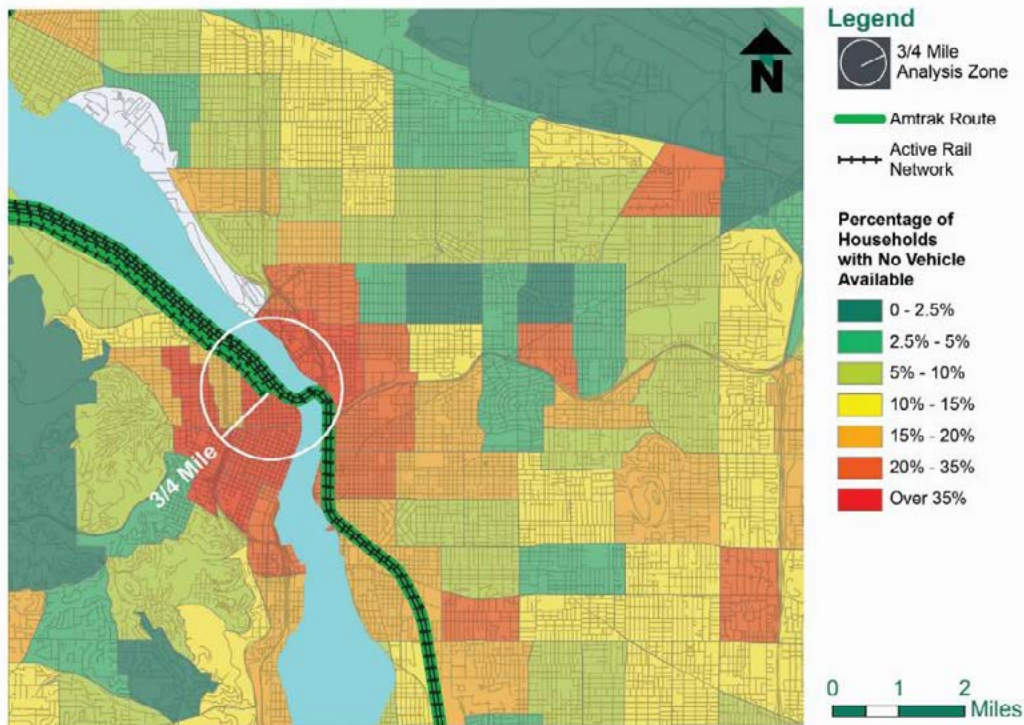 Legend
3/4 Mile
Analysis Zone
Amtrak Route
Active Rail
Network
Percentage of
Households
with No Vehicle
Available
0 - 2.5%
2.5% - 5%
5% - 10%
10% - 15%
15% - 20%
20% - 35%
Over 35%
N
3/4 Mile
0 1 2
Miles